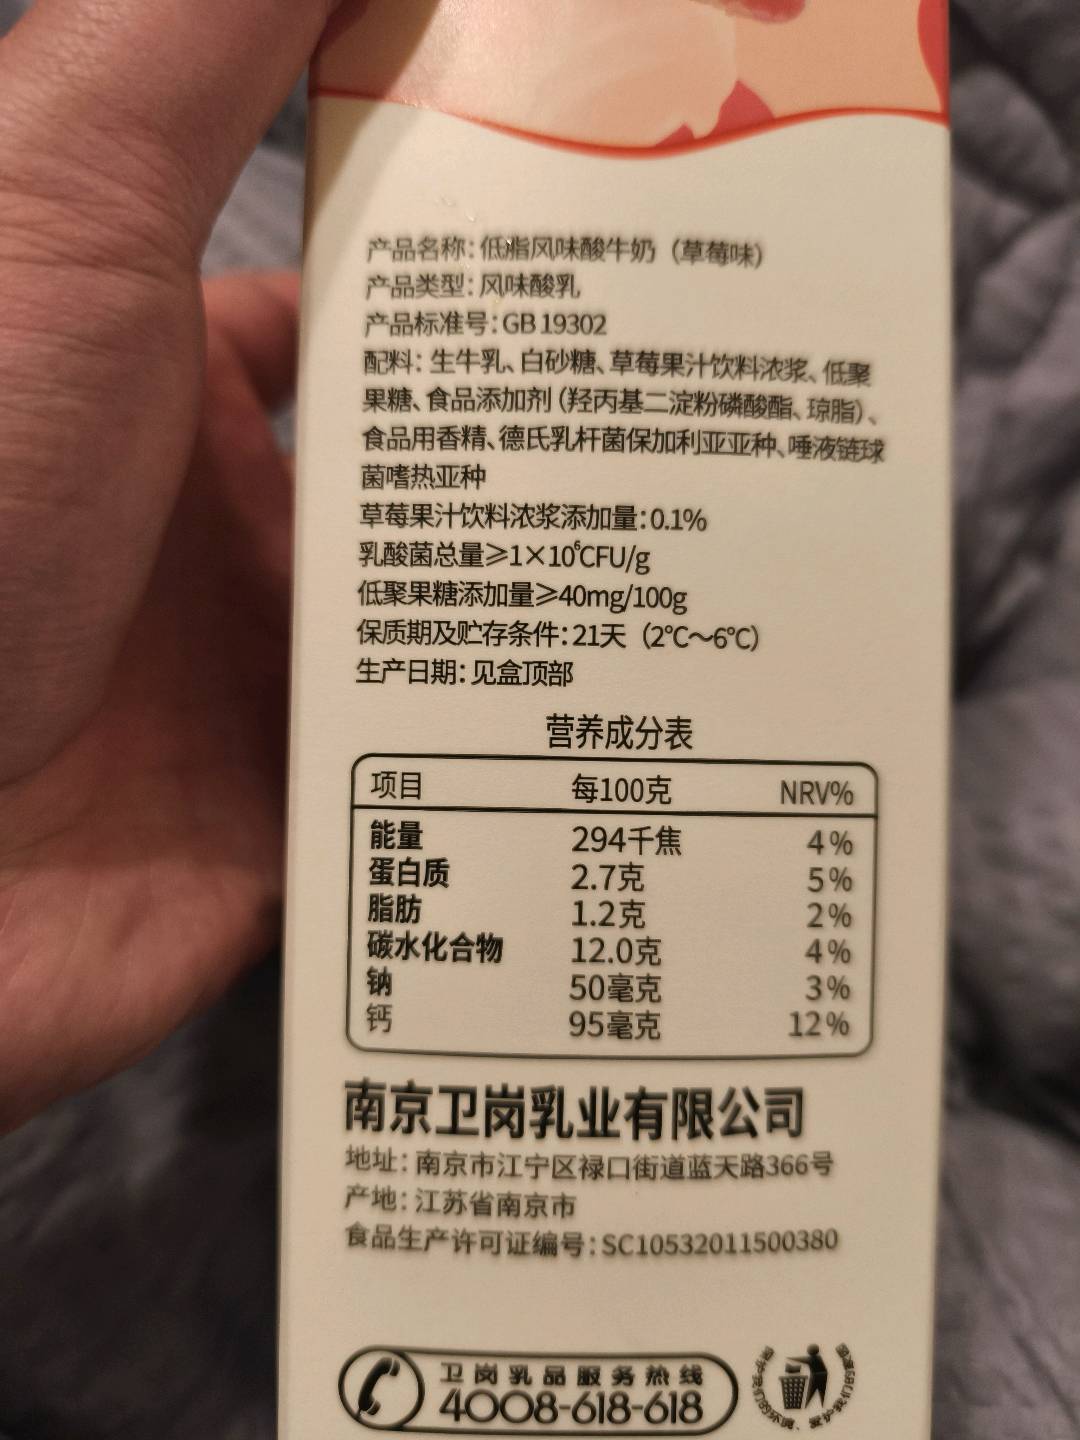 产品名称：低脂风味酸牛奶（草莓味）
产品类型：风味酸乳
产品标准号：GB 19302
配料：生牛乳、白砂糖、草莓果汁饮料浓浆、低聚
果糖、食品添加剂（羟丙基二淀粉磷酸酯、琼脂）、
食品用香精、德氏乳杆菌保加利亚亚种、唾液链球
菌嗜热亚种
草莓果汁饮料浓浆添加量：0.1%
乳酸菌总量≥1×10⁶CFU/g
低聚果糖添加量≥40mg/100g
保质期及贮存条件：21天（2℃～6℃）
生产日期：见盒顶部
营养成分表
项目 每100克 NRV%
能量 294千焦 4%
蛋白质 2.7克 5%
脂肪 1.2克 2%
碳水化合物 12.0克 4%
钠 50毫克 3%
钙 95毫克 12%
南京卫岗乳业有限公司
地址：南京市江宁区禄口街道蓝天路366号
产地：江苏省南京市
食品生产许可证编号：SC10532011500380
卫岗乳品服务热线
4008-618-618